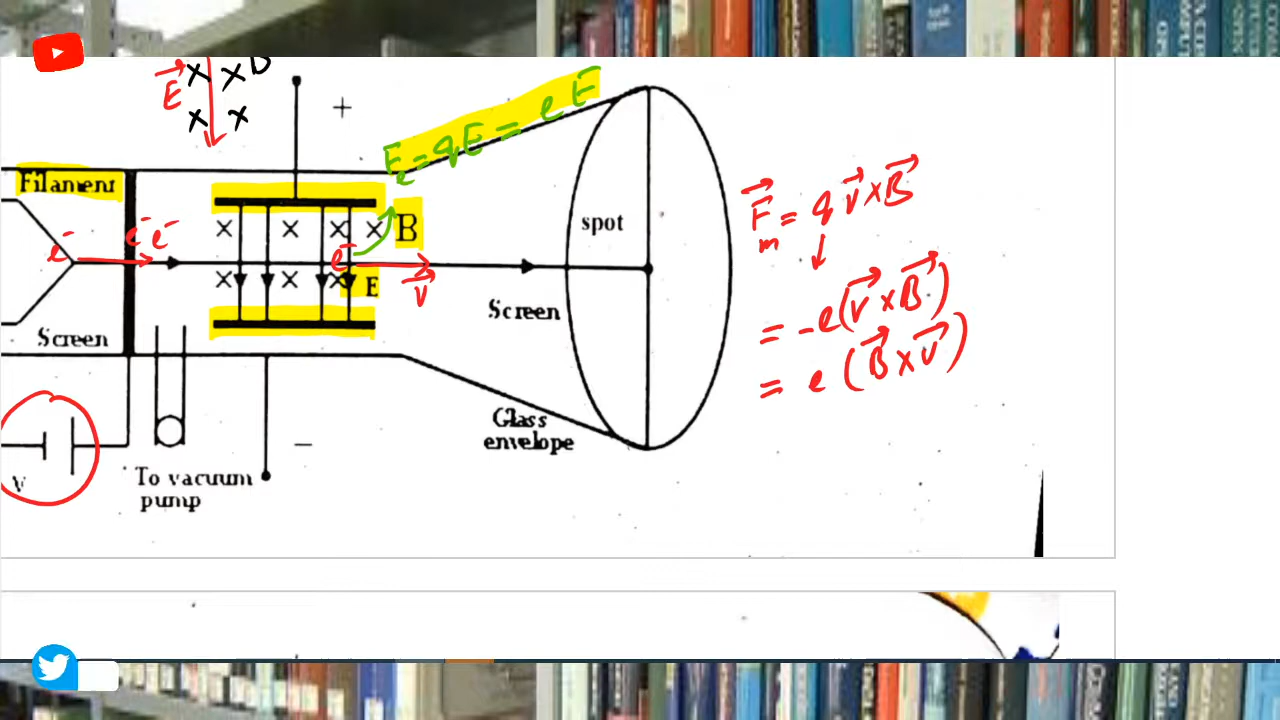 E→ × × B
× ×
+
Fe = qE = eE
Filament
e⁻ e⁻ e⁻
× × × × B
e⁻
× × × E
v→
spot
Screen
Screen
Glass
envelope
V
To vacuum
pump
−
F→m = q v→ × B→
= -e(v→ × B→)
= e (B→ × v→)